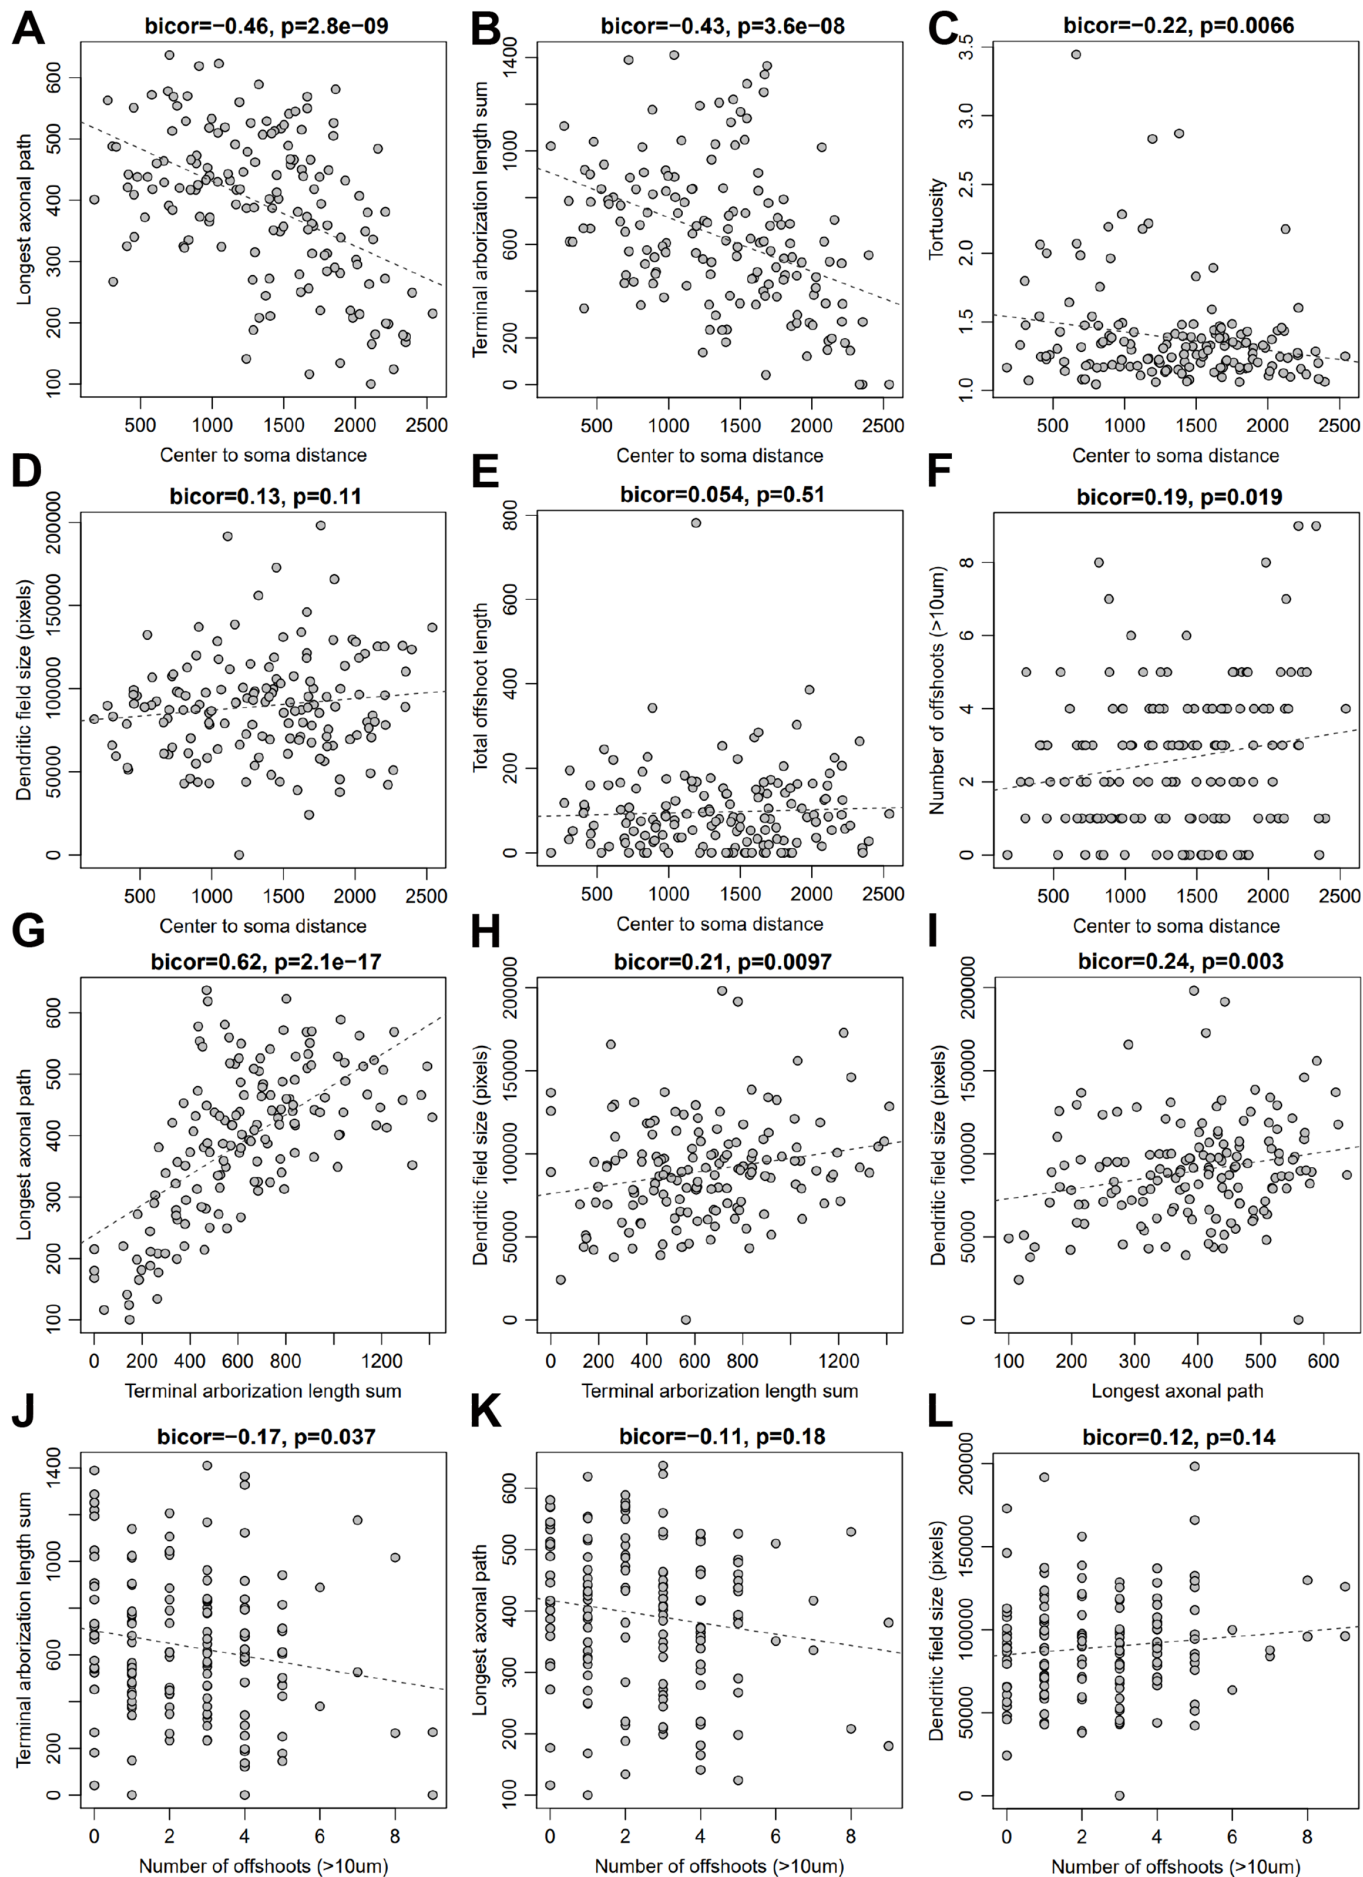 A
bicor=−0.46, p=2.8e−09
Longest axonal path
100 200 300 400 500 600
500 1000 1500 2000 2500
Center to soma distance
B
bicor=−0.43, p=3.6e−08
Terminal arborization length sum
0 200 600 1000 1400
500 1000 1500 2000 2500
Center to soma distance
C
bicor=−0.22, p=0.0066
Tortuosity
1.0 1.5 2.0 2.5 3.0 3.5
500 1000 1500 2000 2500
Center to soma distance
D
bicor=0.13, p=0.11
Dendritic field size (pixels)
0 50000 100000 150000 200000
500 1000 1500 2000 2500
Center to soma distance
E
bicor=0.054, p=0.51
Total offshoot length
0 200 400 600 800
500 1000 1500 2000 2500
Center to soma distance
F
bicor=0.19, p=0.019
Number of offshoots (>10um)
0 2 4 6 8
500 1000 1500 2000 2500
Center to soma distance
G
bicor=0.62, p=2.1e−17
Longest axonal path
100 200 300 400 500 600
0 200 400 600 800 1200
Terminal arborization length sum
H
bicor=0.21, p=0.0097
Dendritic field size (pixels)
0 50000 100000 150000 200000
0 200 400 600 800 1200
Terminal arborization length sum
I
bicor=0.24, p=0.003
Dendritic field size (pixels)
0 50000 100000 150000 200000
100 200 300 400 500 600
Longest axonal path
J
bicor=−0.17, p=0.037
Terminal arborization length sum
0 200 600 1000 1400
0 2 4 6 8
Number of offshoots (>10um)
K
bicor=−0.11, p=0.18
Longest axonal path
100 200 300 400 500 600
0 2 4 6 8
Number of offshoots (>10um)
L
bicor=0.12, p=0.14
Dendritic field size (pixels)
0 50000 100000 150000 200000
0 2 4 6 8
Number of offshoots (>10um)